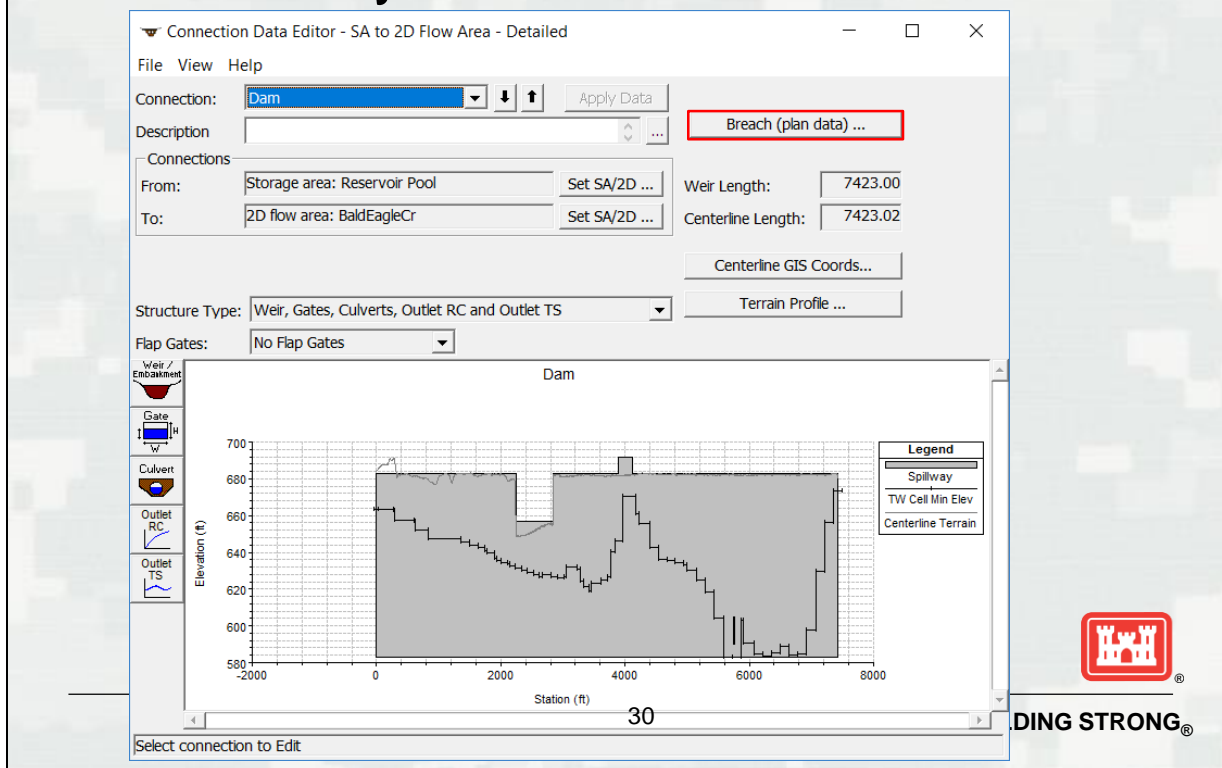 Connection Data Editor - SA to 2D Flow Area - Detailed
File View Help
Connection: Dam Apply Data
Description ... Breach (plan data) ...
Connections
From: Storage area: Reservoir Pool Set SA/2D ... Weir Length: 7423.00
To: 2D flow area: BaldEagleCr Set SA/2D ... Centerline Length: 7423.02
Centerline GIS Coords...
Structure Type: Weir, Gates, Culverts, Outlet RC and Outlet TS Terrain Profile ...
Flap Gates: No Flap Gates
Weir / Embankment
Gate
H
W
Culvert
Outlet RC
Outlet TS
Dam
700
680
660
640
620
600
580
Elevation (ft)
-2000 0 2000 4000 6000 8000
Station (ft)
Legend
Spillway
TW Cell Min Elev
Centerline Terrain
30
®
DING STRONG®
Select connection to Edit